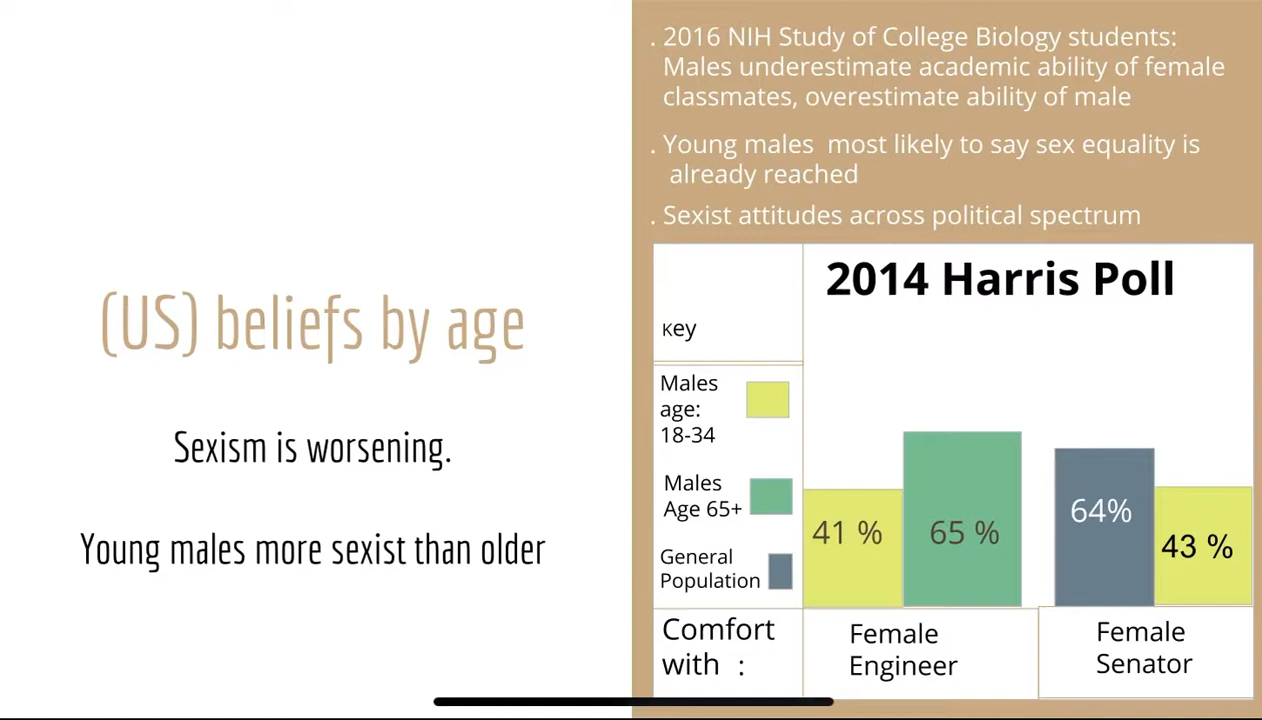 (US) beliefs by age
Sexism is worsening.
Young males more sexist than older
. 2016 NIH Study of College Biology students:
Males underestimate academic ability of female
classmates, overestimate ability of male
. Young males most likely to say sex equality is
already reached
. Sexist attitudes across political spectrum
2014 Harris Poll
Key
Males
age:
18-34
Males
Age 65+
General
Population
41 %
65 %
64%
43 %
Comfort
with :
Female
Engineer
Female
Senator